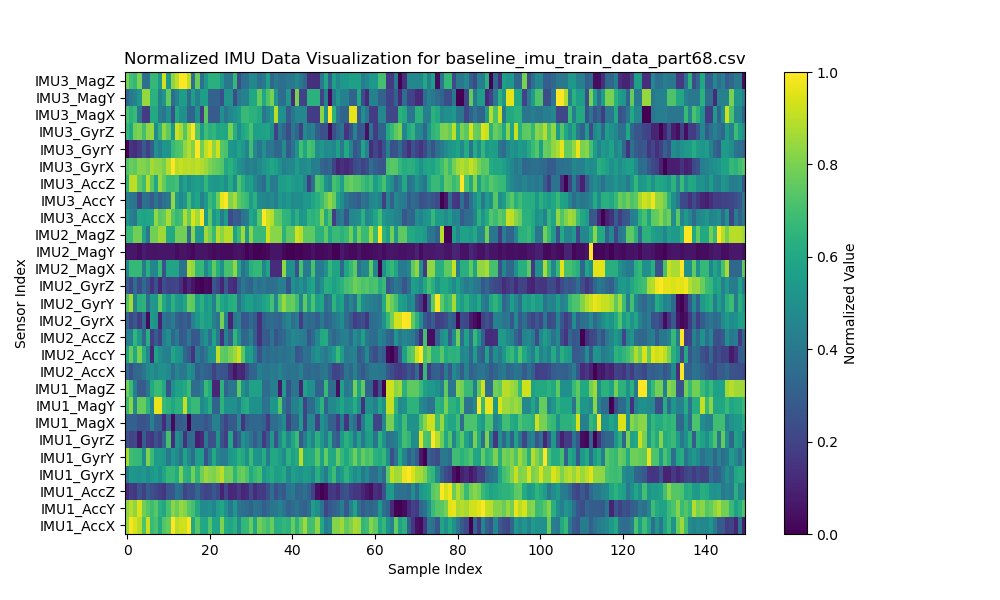 Normalized IMU Data Visualization for baseline_imu_train_data_part68.csv
IMU3_MagZ
IMU3_MagY
IMU3_MagX
IMU3_GyrZ
IMU3_GyrY
IMU3_GyrX
IMU3_AccZ
IMU3_AccY
IMU3_AccX
IMU2_MagZ
IMU2_MagY
IMU2_MagX
IMU2_GyrZ
IMU2_GyrY
IMU2_GyrX
IMU2_AccZ
IMU2_AccY
IMU2_AccX
IMU1_MagZ
IMU1_MagY
IMU1_MagX
IMU1_GyrZ
IMU1_GyrY
IMU1_GyrX
IMU1_AccZ
IMU1_AccY
IMU1_AccX
Sensor Index
0 20 40 60 80 100 120 140
Sample Index
1.0
0.8
0.6
0.4
0.2
0.0
Normalized Value